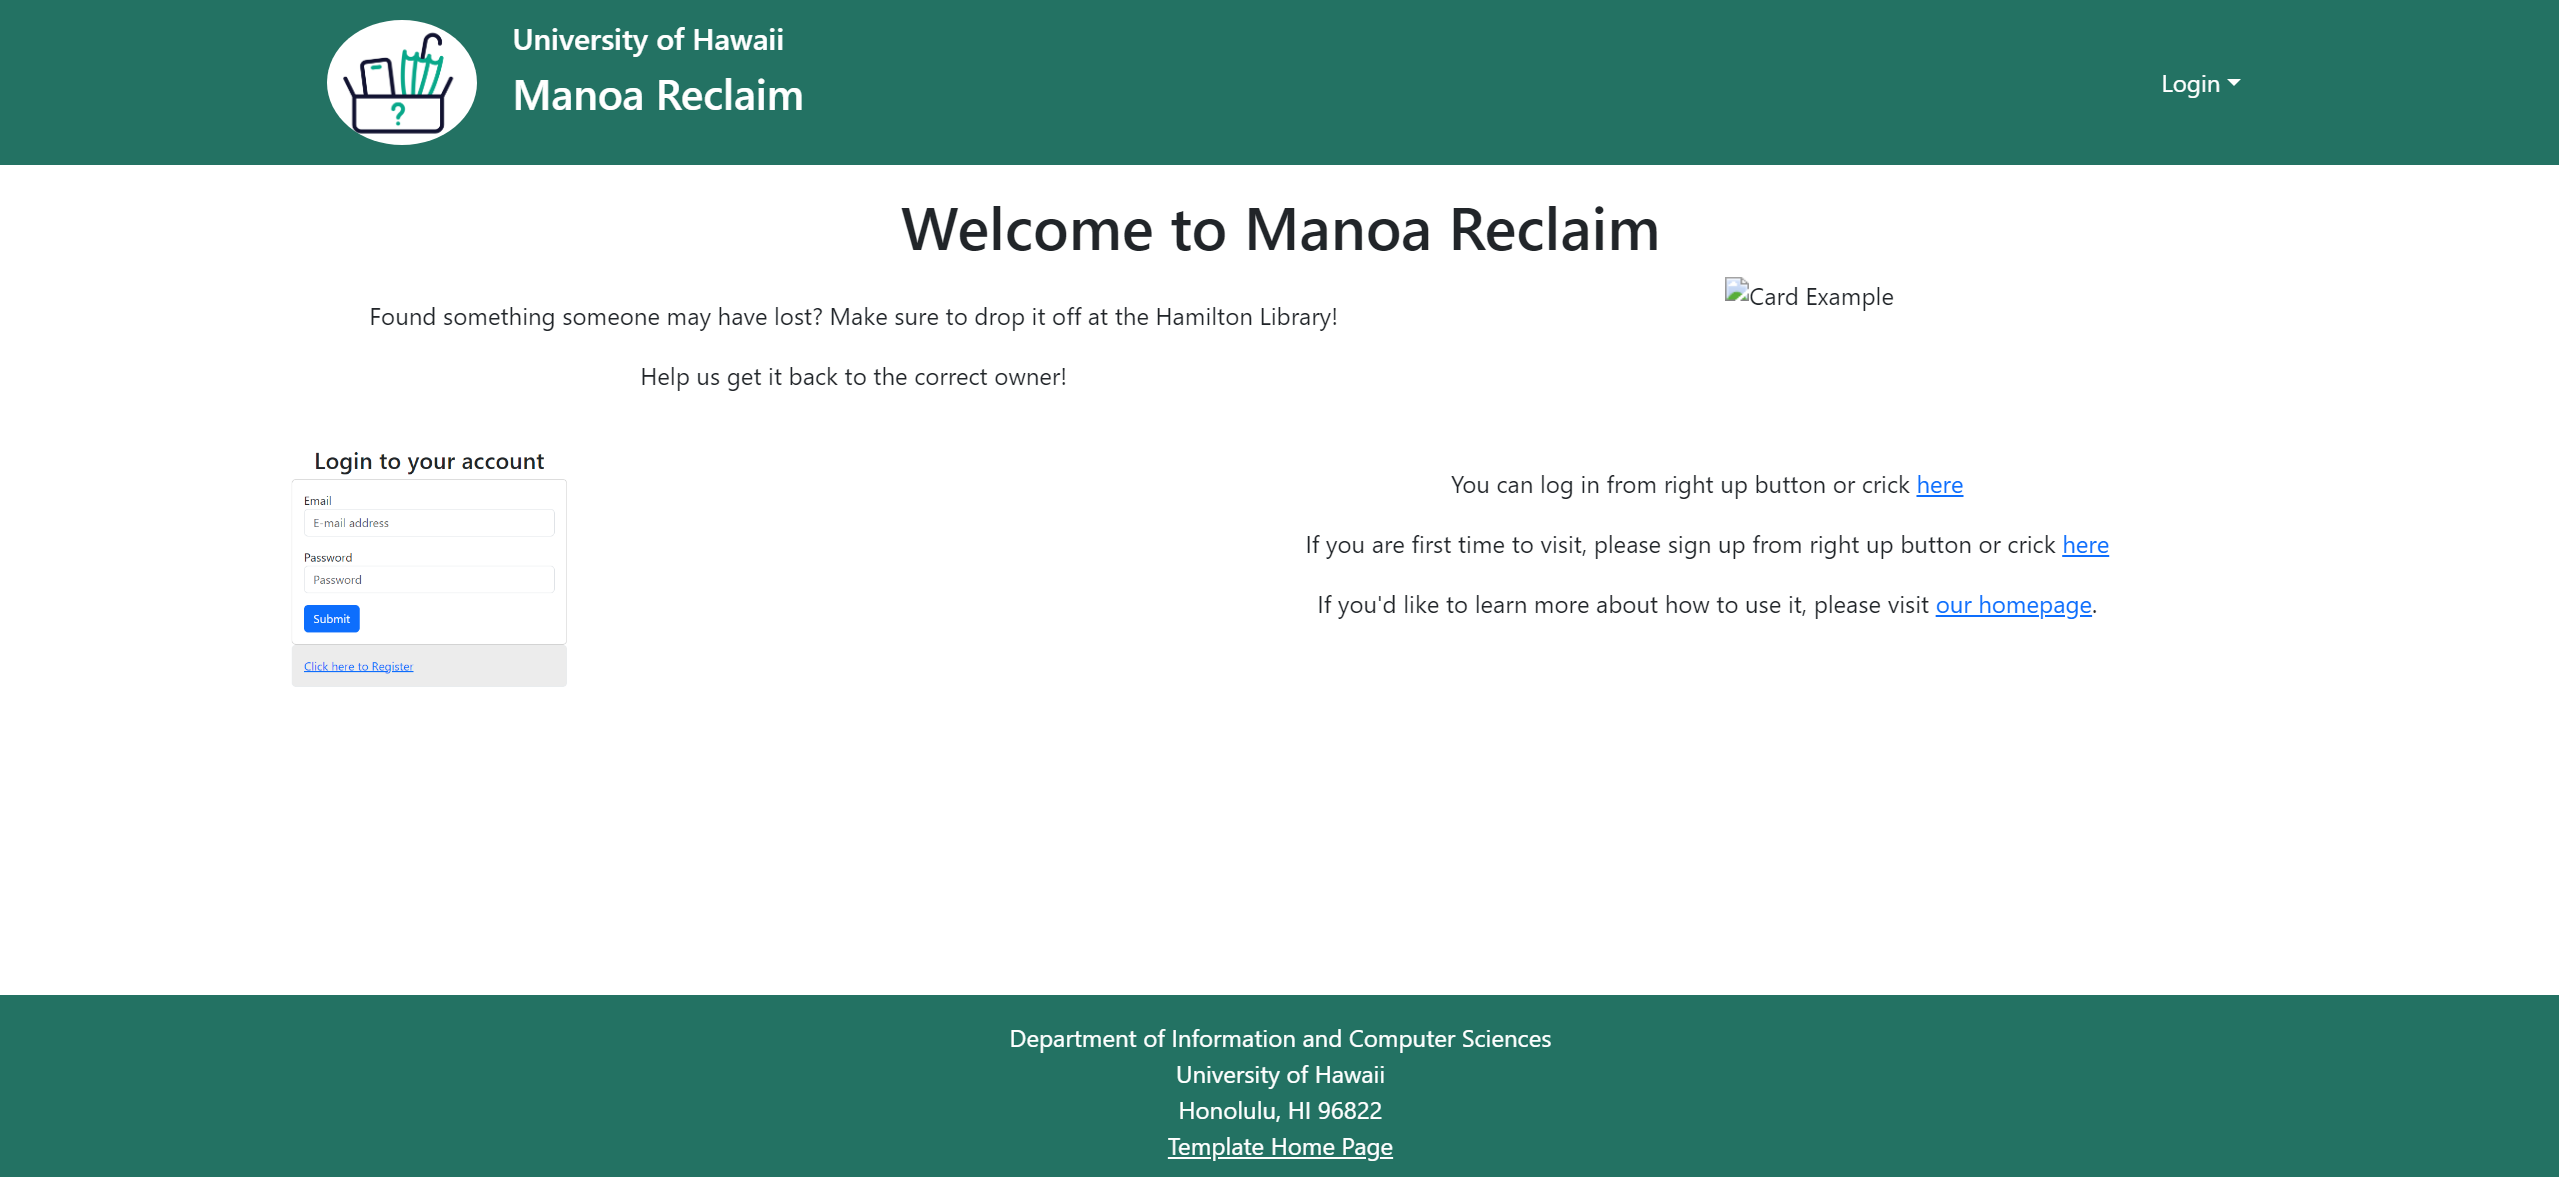 University of Hawaii
Manoa Reclaim
?
Login
Welcome to Manoa Reclaim
Found something someone may have lost? Make sure to drop it off at the Hamilton Library!
Help us get it back to the correct owner!
Card Example
Login to your account
Email
E-mail address
Password
Password
Submit
Click here to Register
You can log in from right up button or crick here
If you are first time to visit, please sign up from right up button or crick here
If you'd like to learn more about how to use it, please visit our homepage.
Department of Information and Computer Sciences
University of Hawaii
Honolulu, HI 96822
Template Home Page